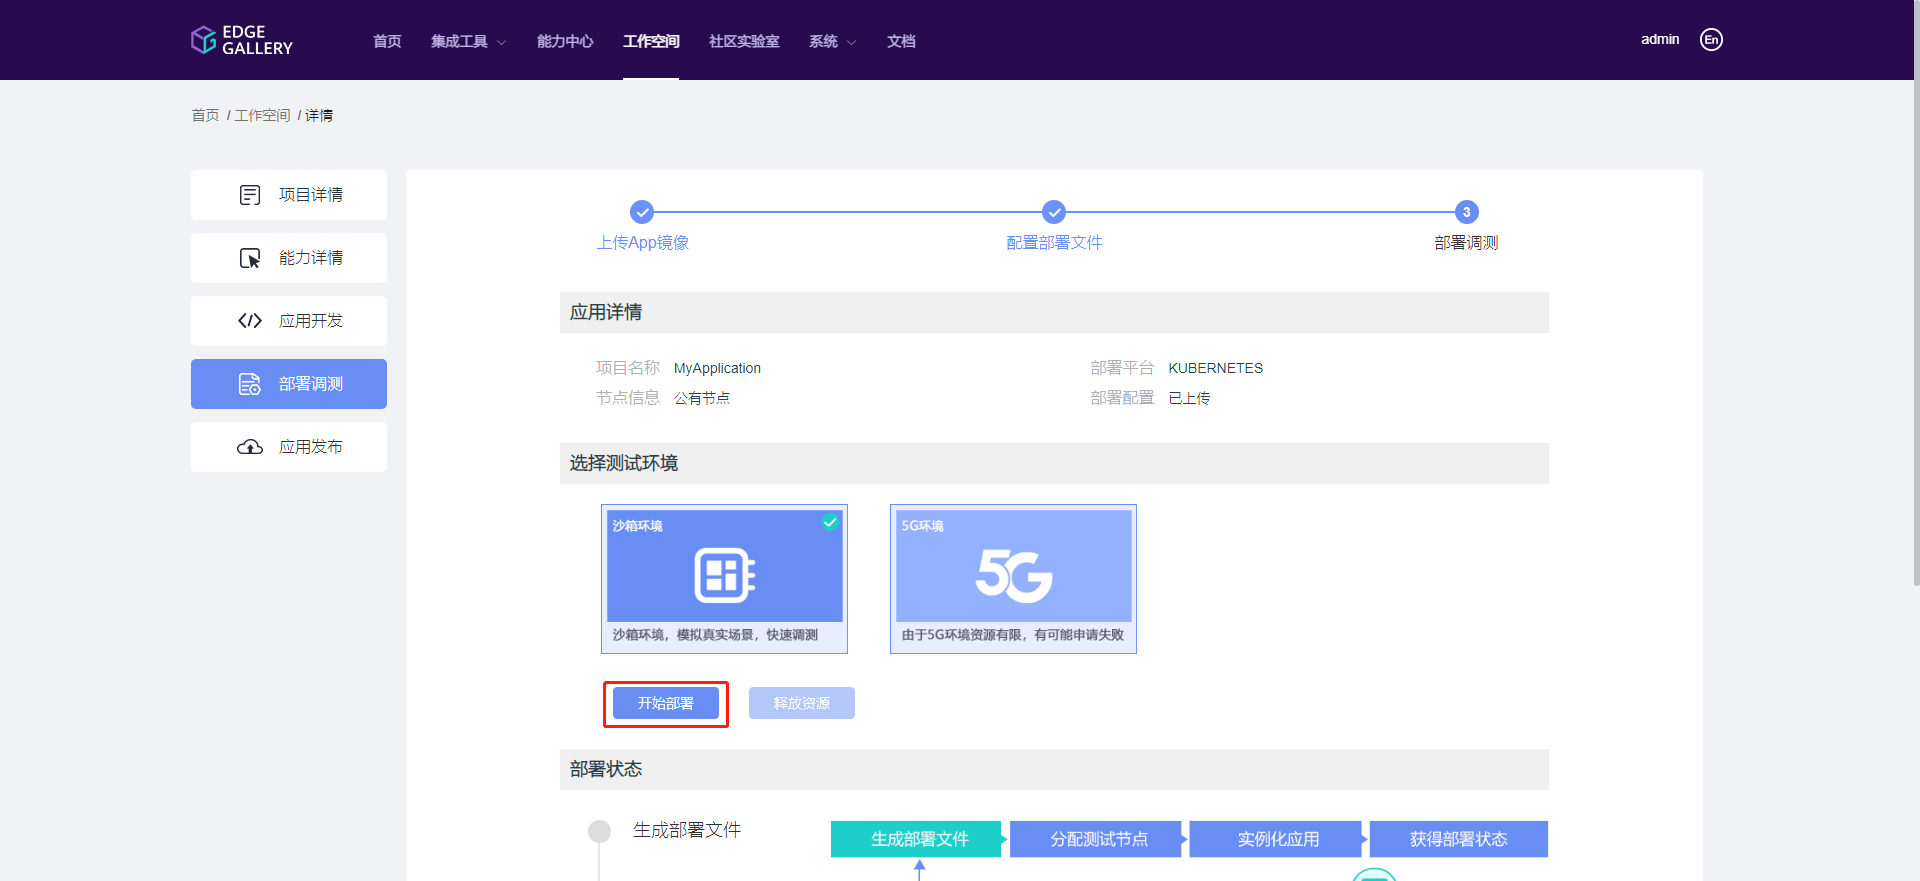 EDGE GALLERY 首页 集成工具 能力中心 工作空间 社区实验室 系统 文档 admin En
首页 / 工作空间 / 详情
项目详情
能力详情
应用开发
部署调测
应用发布
3
上传App镜像 配置部署文件 部署调测
应用详情
项目名称 MyApplication 部署平台 KUBERNETES
节点信息 公有节点 部署配置 已上传
选择测试环境
沙箱环境 5G环境
5G
沙箱环境，模拟真实场景，快速调测 由于5G环境资源有限，有可能申请失败
开始部署 释放资源
部署状态
生成部署文件 生成部署文件 分配测试节点 实例化应用 获得部署状态